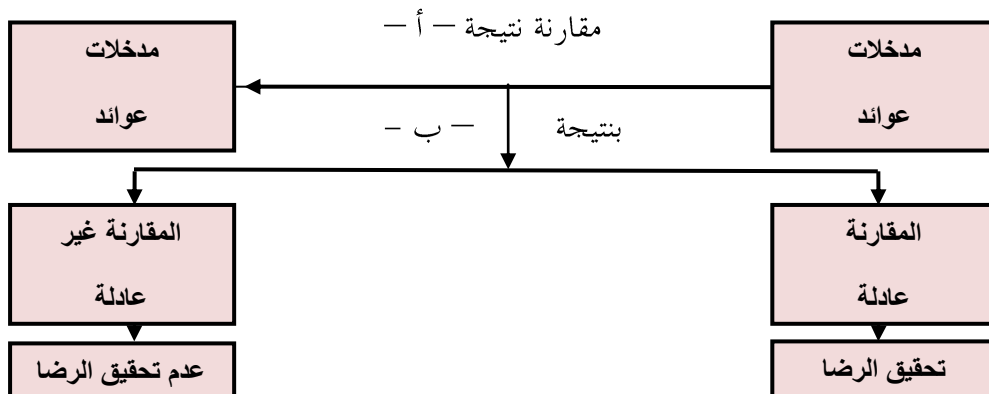 مقارنة نتيجة – أ –
مدخلات
عوائد
مدخلات
عوائد
بنتيجة – ب -
المقارنة
عادلة
المقارنة غير
عادلة
تحقيق الرضا
عدم تحقيق الرضا